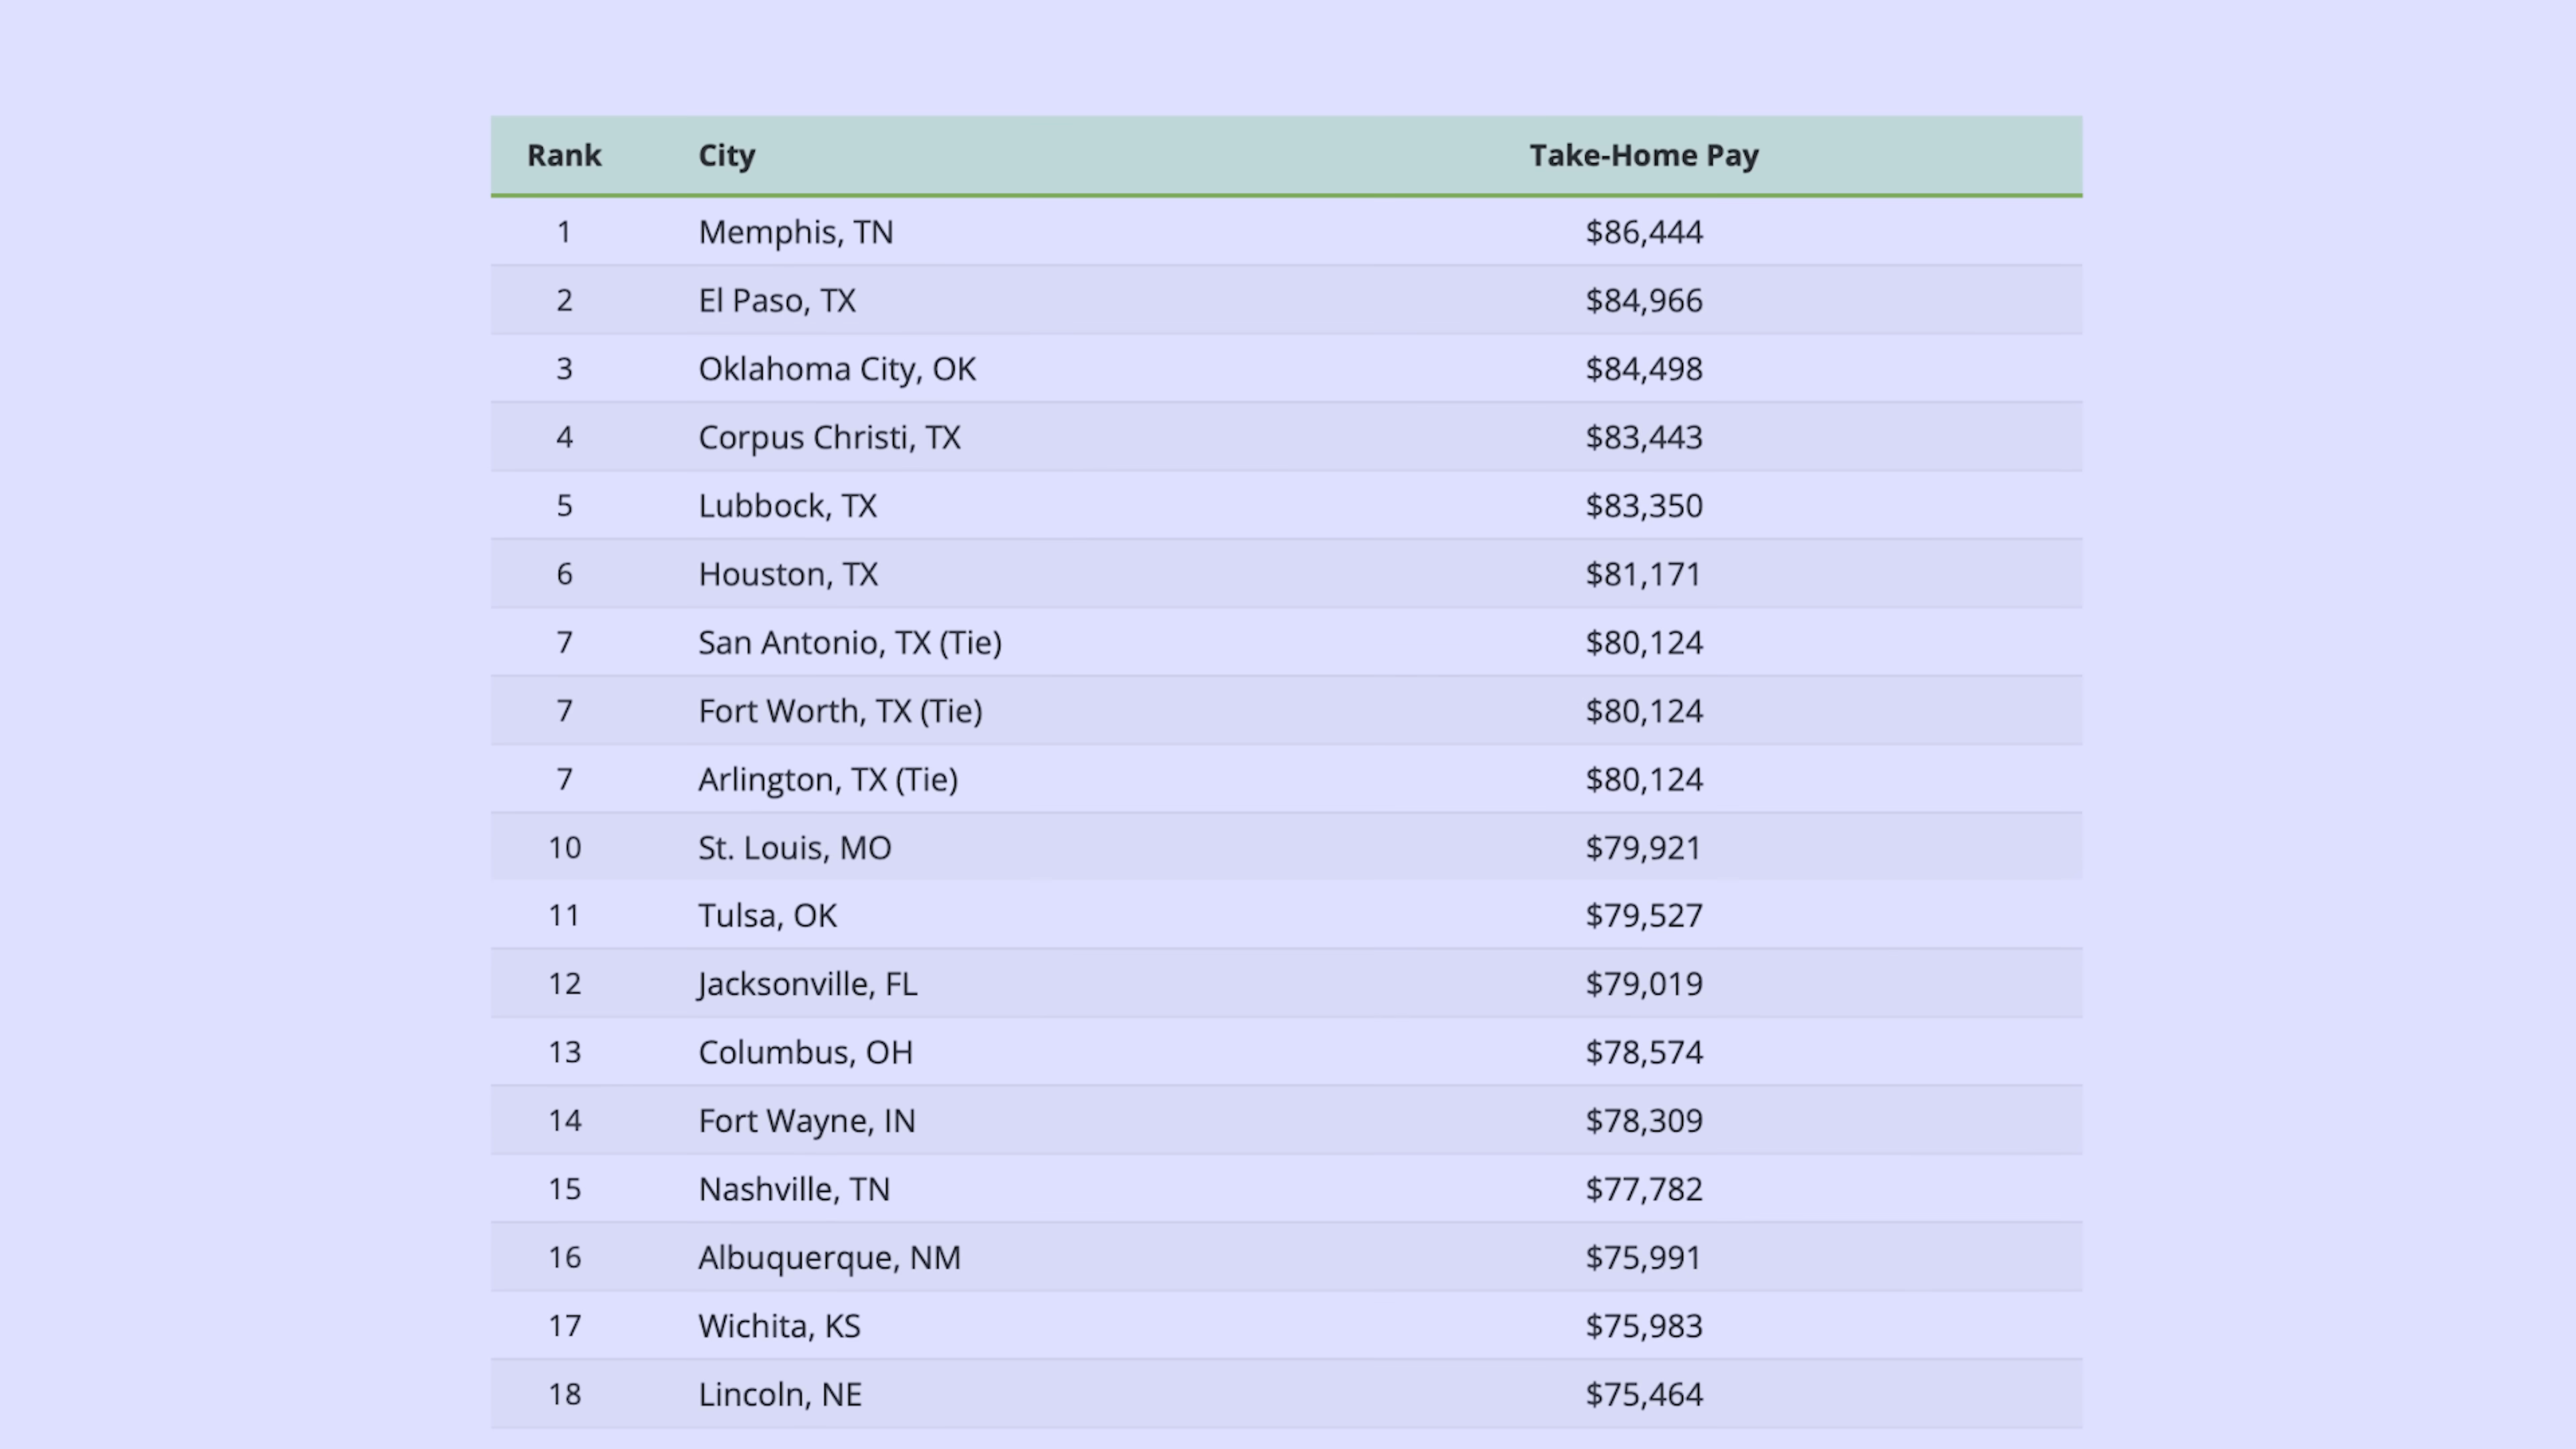 Rank City Take-Home Pay
1 Memphis, TN $86,444
2 El Paso, TX $84,966
3 Oklahoma City, OK $84,498
4 Corpus Christi, TX $83,443
5 Lubbock, TX $83,350
6 Houston, TX $81,171
7 San Antonio, TX (Tie) $80,124
7 Fort Worth, TX (Tie) $80,124
7 Arlington, TX (Tie) $80,124
10 St. Louis, MO $79,921
11 Tulsa, OK $79,527
12 Jacksonville, FL $79,019
13 Columbus, OH $78,574
14 Fort Wayne, IN $78,309
15 Nashville, TN $77,782
16 Albuquerque, NM $75,991
17 Wichita, KS $75,983
18 Lincoln, NE $75,464